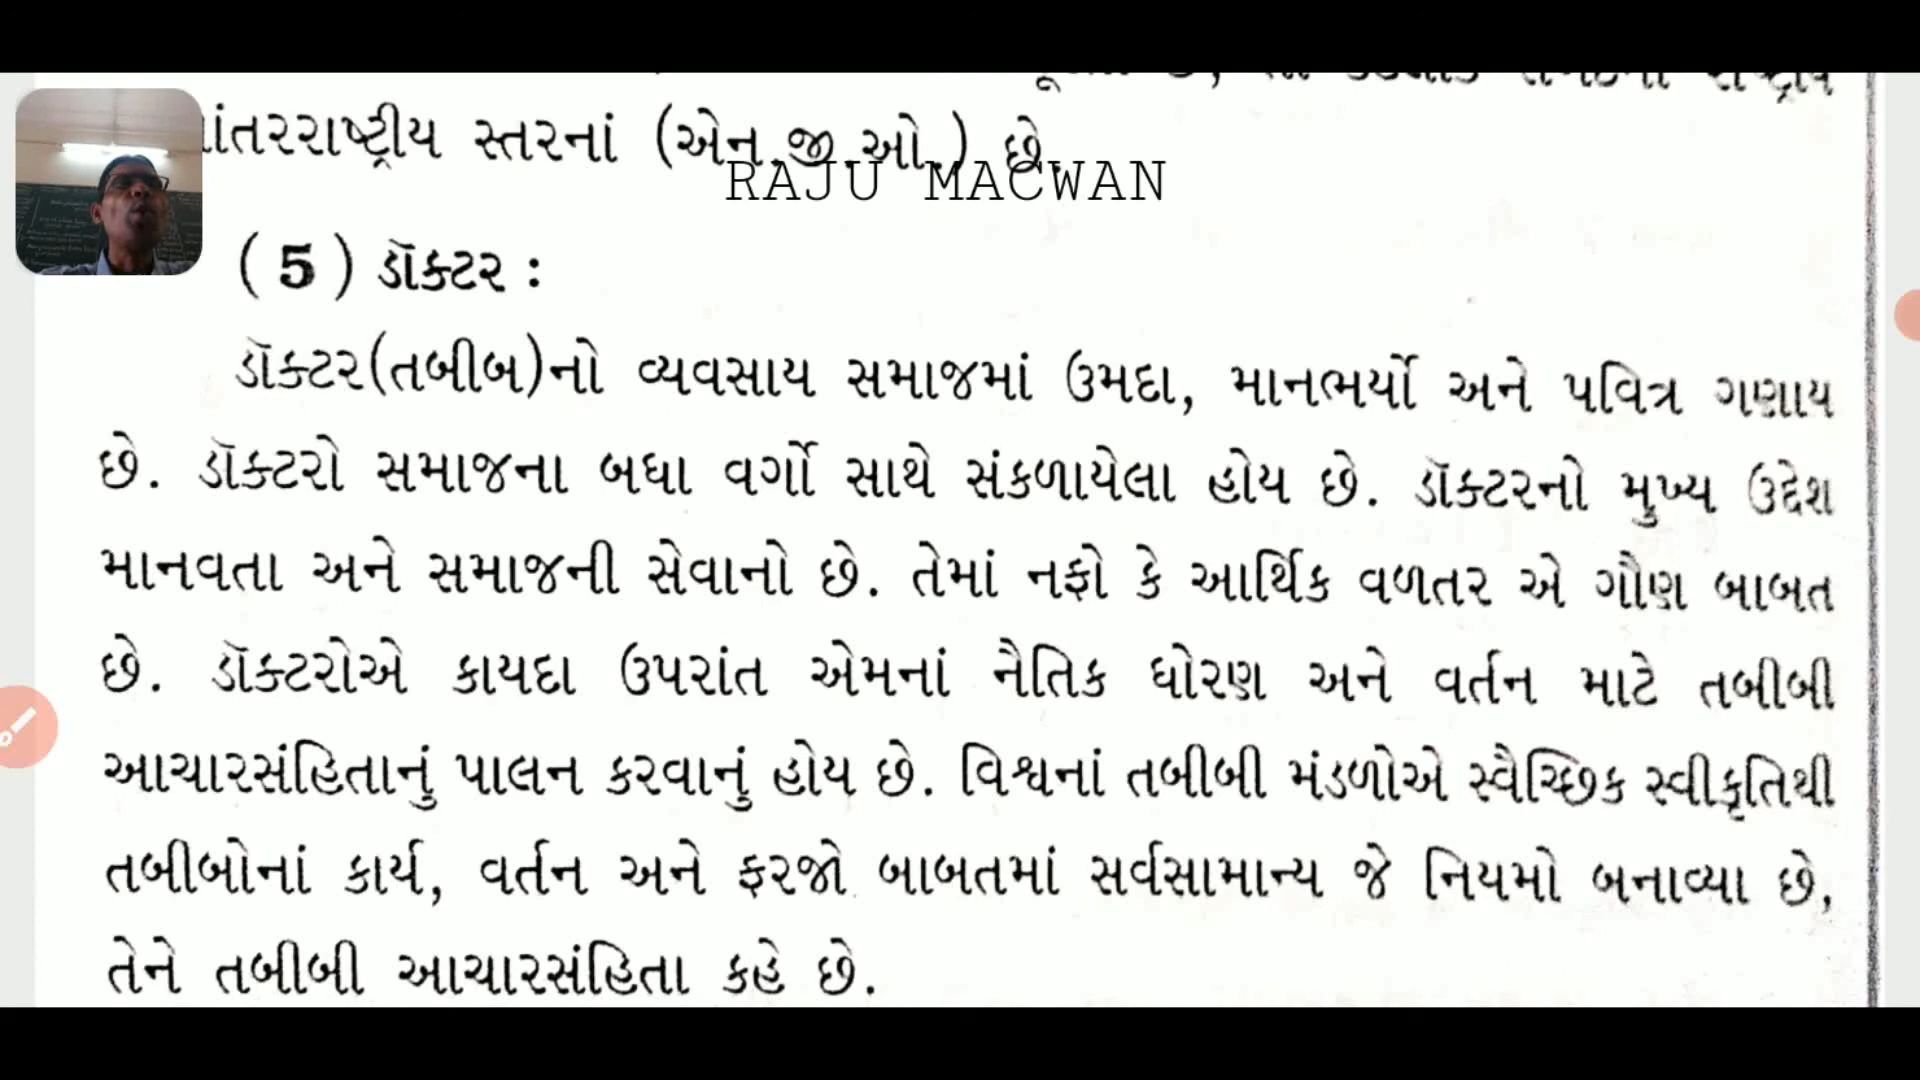 આંતરરાષ્ટ્રીય સ્તરનાં (એન.જી.ઓ.) છે.
RAJU MACWAN
( 5 ) ડૉક્ટર :
ડૉક્ટર(તબીબ)નો વ્યવસાય સમાજમાં ઉમદા, માનભર્યો અને પવિત્ર ગણાય
છે. ડૉક્ટરો સમાજના બધા વર્ગો સાથે સંકળાયેલા હોય છે. ડૉક્ટરનો મુખ્ય ઉદ્દેશ
માનવતા અને સમાજની સેવાનો છે. તેમાં નફો કે આર્થિક વળતર એ ગૌણ બાબત
છે. ડૉક્ટરોએ કાયદા ઉપરાંત એમનાં નૈતિક ધોરણ અને વર્તન માટે તબીબી
આચારસંહિતાનું પાલન કરવાનું હોય છે. વિશ્વનાં તબીબી મંડળોએ સ્વૈચ્છિક સ્વીકૃતિથી
તબીબોનાં કાર્ય, વર્તન અને ફરજો બાબતમાં સર્વસામાન્ય જે નિયમો બનાવ્યા છે,
તેને તબીબી આચારસંહિતા કહે છે.